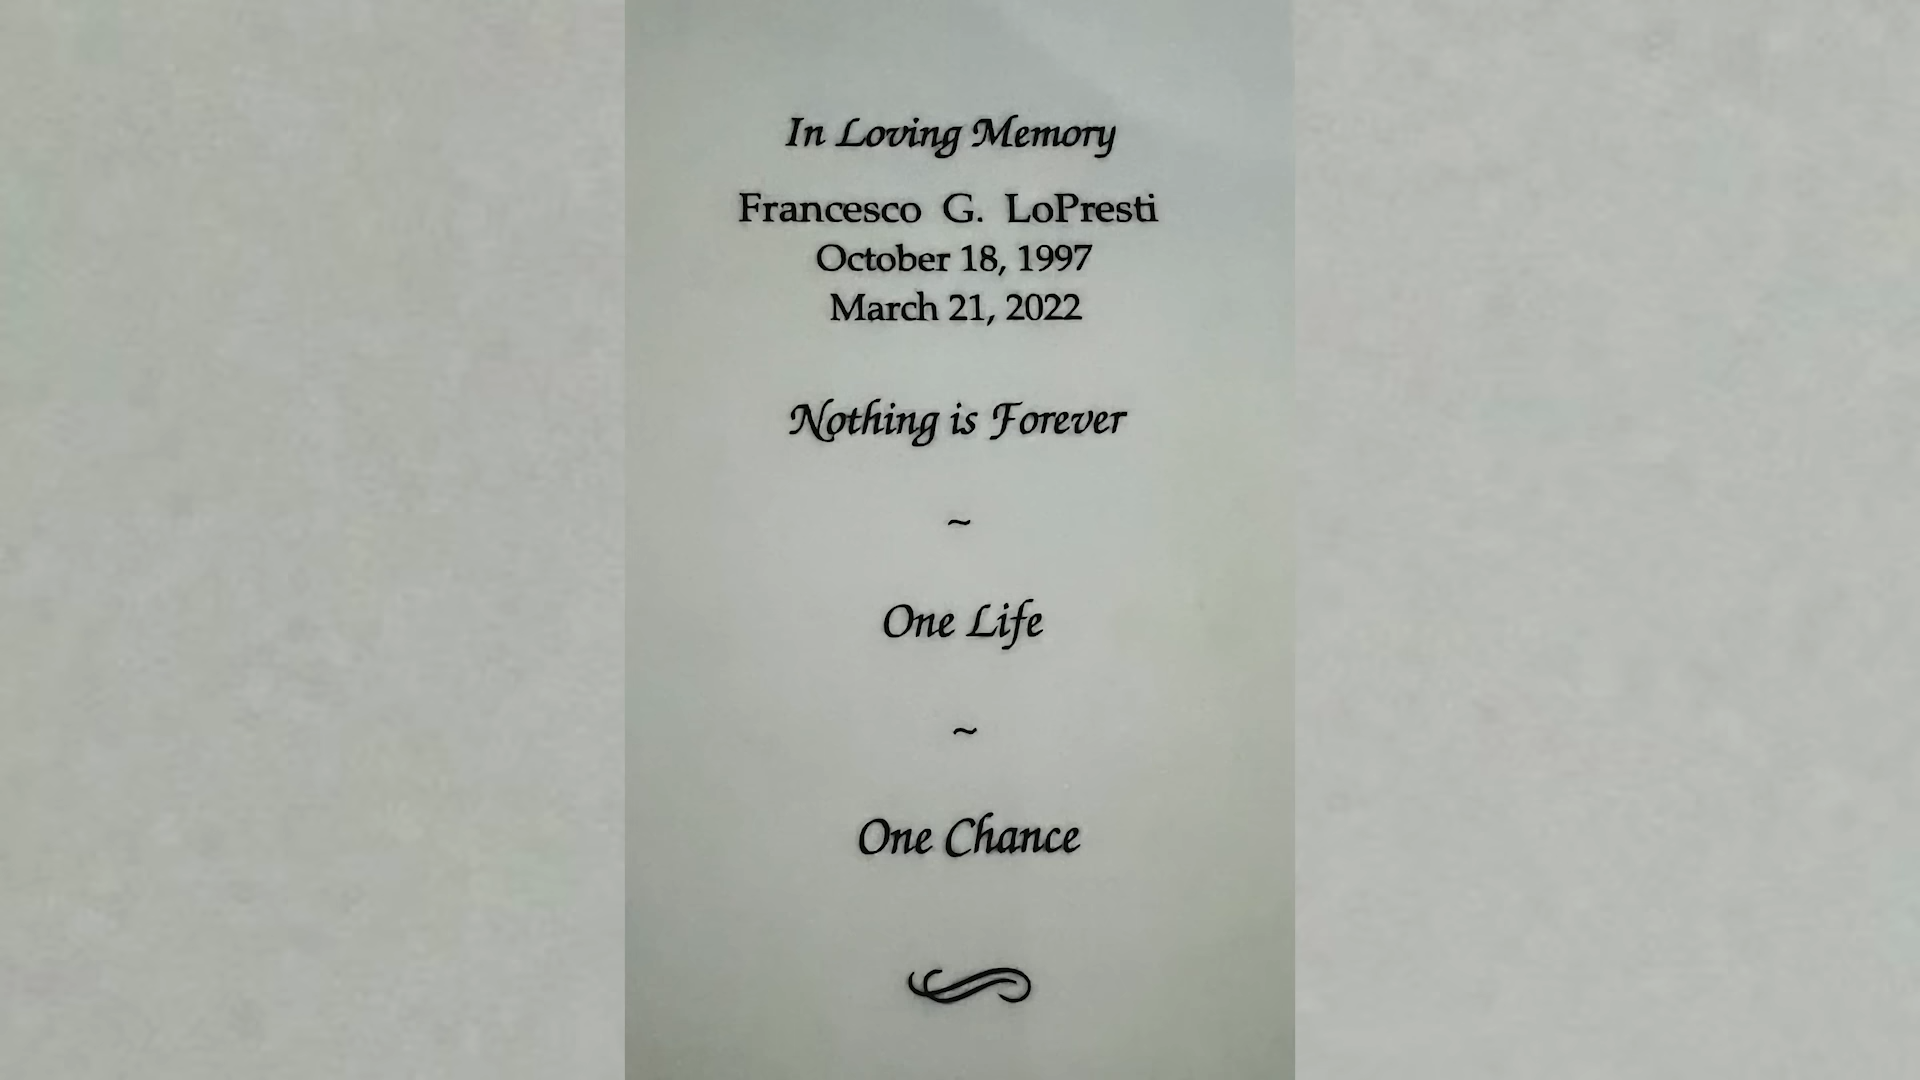 In Loving Memory
Francesco G. LoPresti
October 18, 1997
March 21, 2022
Nothing is Forever
~
One Life
~
One Chance